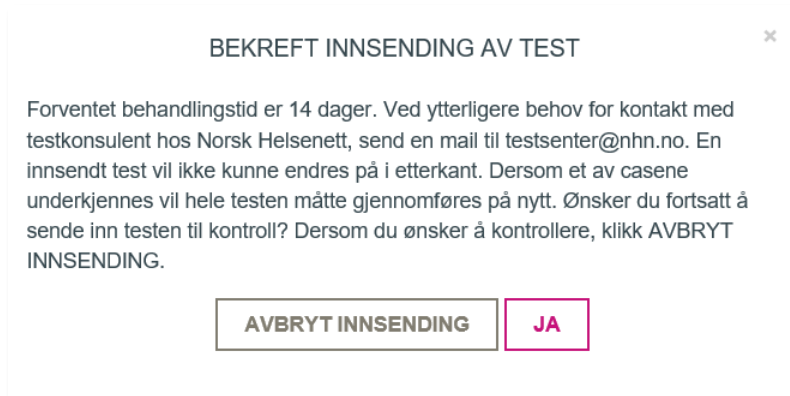 BEKREFT INNSENDING AV TEST
×
Forventet behandlingstid er 14 dager. Ved ytterligere behov for kontakt med
testkonsulent hos Norsk Helsenett, send en mail til testsenter@nhn.no. En
innsendt test vil ikke kunne endres på i etterkant. Dersom et av casene
underkjennes vil hele testen måtte gjennomføres på nytt. Ønsker du fortsatt å
sende inn testen til kontroll? Dersom du ønsker å kontrollere, klikk AVBRYT
INNSENDING.
AVBRYT INNSENDING JA